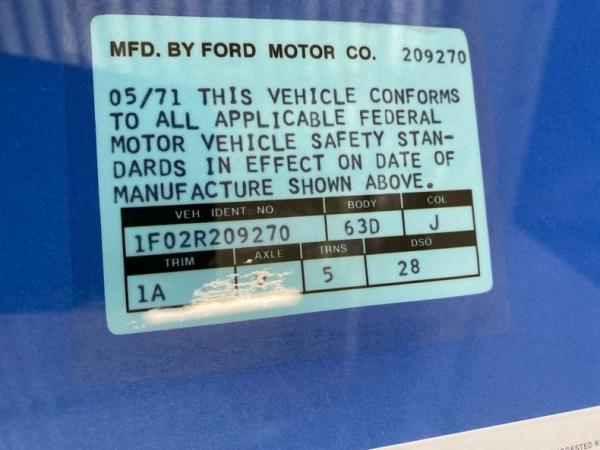 MFD. BY FORD MOTOR CO. 209270
05/71 THIS VEHICLE CONFORMS
TO ALL APPLICABLE FEDERAL
MOTOR VEHICLE SAFETY STAN-
DARDS IN EFFECT ON DATE OF
MANUFACTURE SHOWN ABOVE.
VEH. IDENT. NO BODY COL
1F02R209270 63D J
TRIM AXLE TRNS DSO
1A 5 28